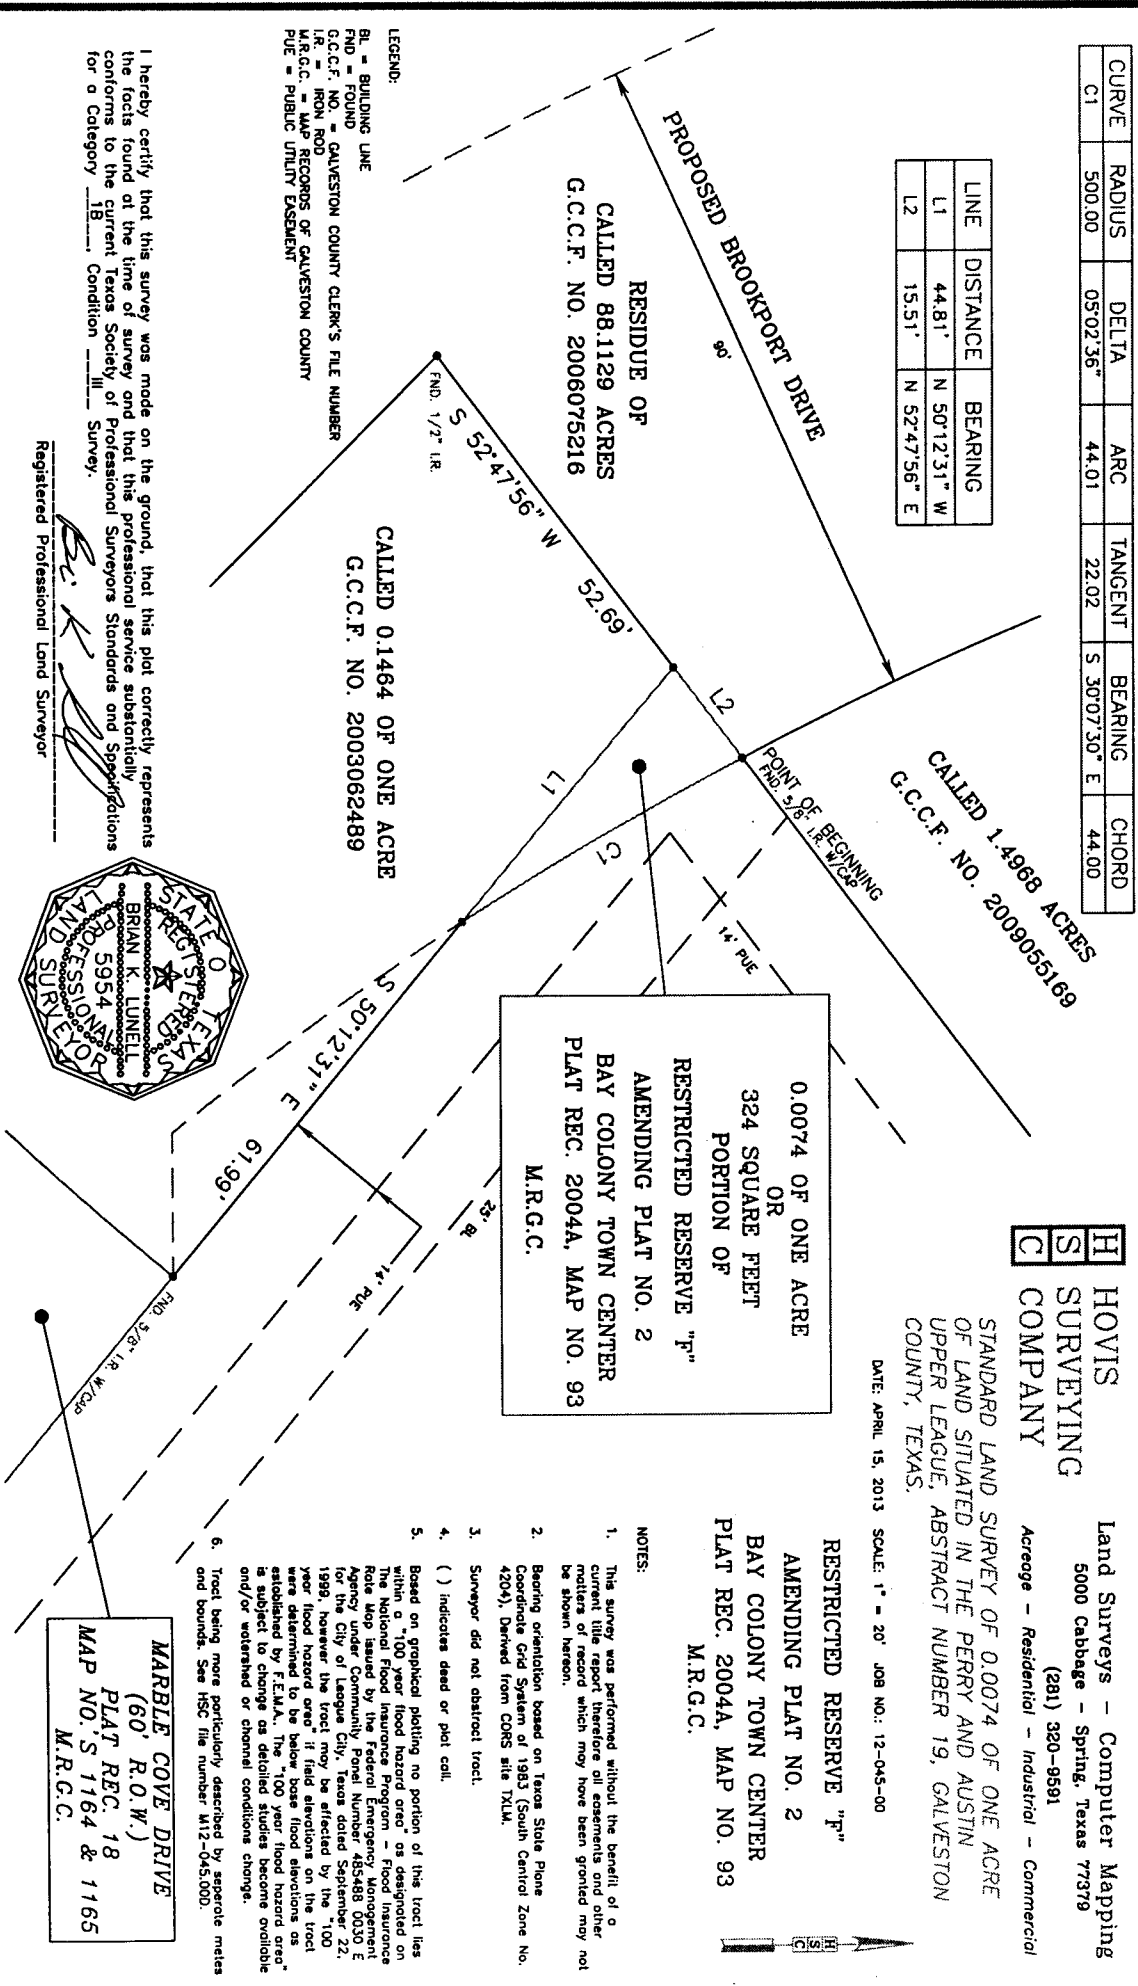 H HOVIS
S SURVEYING
C COMPANY
Land Surveys - Computer Mapping
5000 Cabbage - Spring, Texas 77379
(281) 320-9591
Acreage - Residential - Industrial - Commercial
STANDARD LAND SURVEY OF 0.0074 OF ONE ACRE
OF LAND SITUATED IN THE PERRY AND AUSTIN
UPPER LEAGUE, ABSTRACT NUMBER 19, GALVESTON
COUNTY, TEXAS.
DATE: APRIL 15, 2013 SCALE: 1" = 20' JOB NO.: 12-045-00
CURVE RADIUS DELTA ARC TANGENT BEARING CHORD
C1 500.00 05°02'36" 44.01 22.02 S 30°07'30" E 44.00
LINE DISTANCE BEARING
L1 44.81' N 50°12'31" W
L2 15.51' N 52°47'56" E
PROPOSED BROOKPORT DRIVE
90'
CALLED 1.4968 ACRES
G.C.C.F. NO. 2009055169
RESIDUE OF
CALLED 88.1129 ACRES
G.C.C.F. NO. 2006075216
POINT OF BEGINNING
FND. 5/8" I.R. W/CAP
L2
S 52°47'56" W 52.69'
FND. 1/2" I.R.
L1
C1
14' PUE
CALLED 0.1464 OF ONE ACRE
G.C.C.F. NO. 2003062489
0.0074 OF ONE ACRE
OR
324 SQUARE FEET
PORTION OF
RESTRICTED RESERVE "F"
AMENDING PLAT NO. 2
BAY COLONY TOWN CENTER
PLAT REC. 2004A, MAP NO. 93
M.R.G.C.
RESTRICTED RESERVE "F"
AMENDING PLAT NO. 2
BAY COLONY TOWN CENTER
PLAT REC. 2004A, MAP NO. 93
M.R.G.C.
H S C
S 50°12'31" E 61.99'
25' BL
14' PUE
FND. 5/8" I.R. W/CAP
MARBLE COVE DRIVE
(60' R.O.W.)
PLAT REC. 18
MAP NO.'S 1164 & 1165
M.R.G.C.
LEGEND:
BL = BUILDING LINE
FND = FOUND
G.C.C.F. NO. = GALVESTON COUNTY CLERK'S FILE NUMBER
I.R. = IRON ROD
M.R.G.C. = MAP RECORDS OF GALVESTON COUNTY
PUE = PUBLIC UTILITY EASEMENT
NOTES:
1. This survey was performed without the benefit of a
current title report therefore all easements and other
matters of record which may have been granted may not
be shown hereon.
2. Bearing orientation based on Texas State Plane
Coordinate Grid System of 1983 (South Central Zone No.
4204), Derived from CORS site TXLM.
3. Surveyor did not abstract tract.
4. ( ) indicates deed or plat call.
5. Based on graphical plotting no portion of this tract lies
within a "100 year flood hazard area" as designated on
The National Flood Insurance Program - Flood Insurance
Rate Map issued by the Federal Emergency Management
Agency under Community Panel Number 485488 0030 E
for the City of League City, Texas dated September 22,
1999, however the tract may be effected by the "100
year flood hazard area" if field elevations on the tract
were determined to be below base flood elevations as
established by F.E.M.A.. The "100 year flood hazard area"
is subject to change as detailed studies become available
and/or watershed or channel conditions change.
6. Tract being more particularly described by seperate metes
and bounds. See HSC file number M12-045.00D.
I hereby certify that this survey was made on the ground, that this plat correctly represents
the facts found at the time of survey and that this professional service substantially
conforms to the current Texas Society of Professional Surveyors Standards and Specifications
for a Category 1B, Condition III Survey.
Registered Professional Land Surveyor
STATE O TEXAS
REGISTERED
BRIAN K. LUNELL
5954
PROFESSIONAL
LAND SURVEYOR